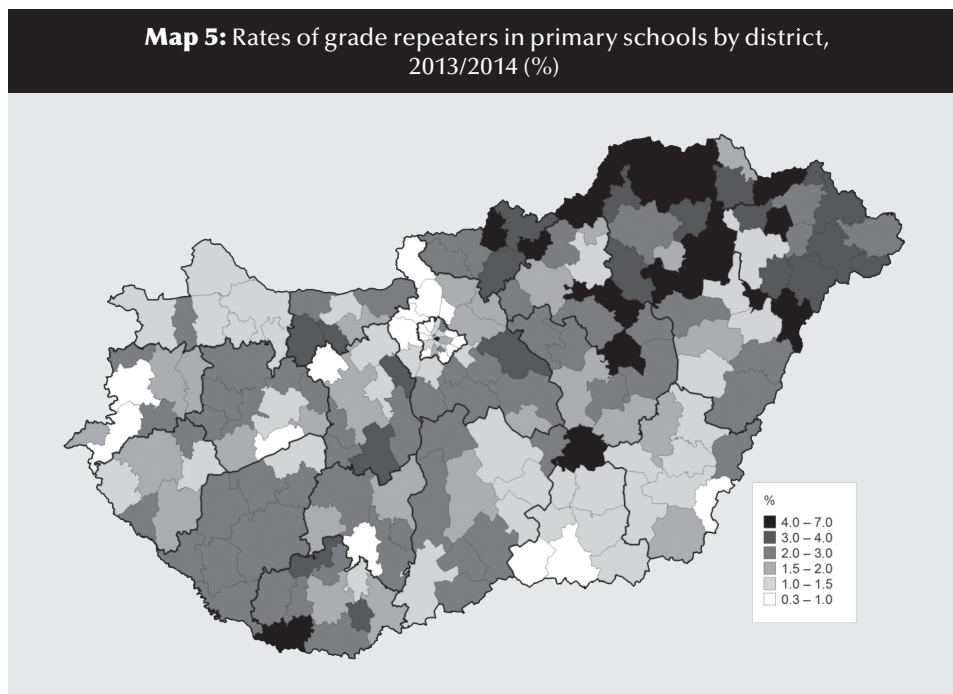 Map 5: Rates of grade repeaters in primary schools by district,
2013/2014 (%)
%
4.0 – 7.0
3.0 – 4.0
2.0 – 3.0
1.5 – 2.0
1.0 – 1.5
0.3 – 1.0